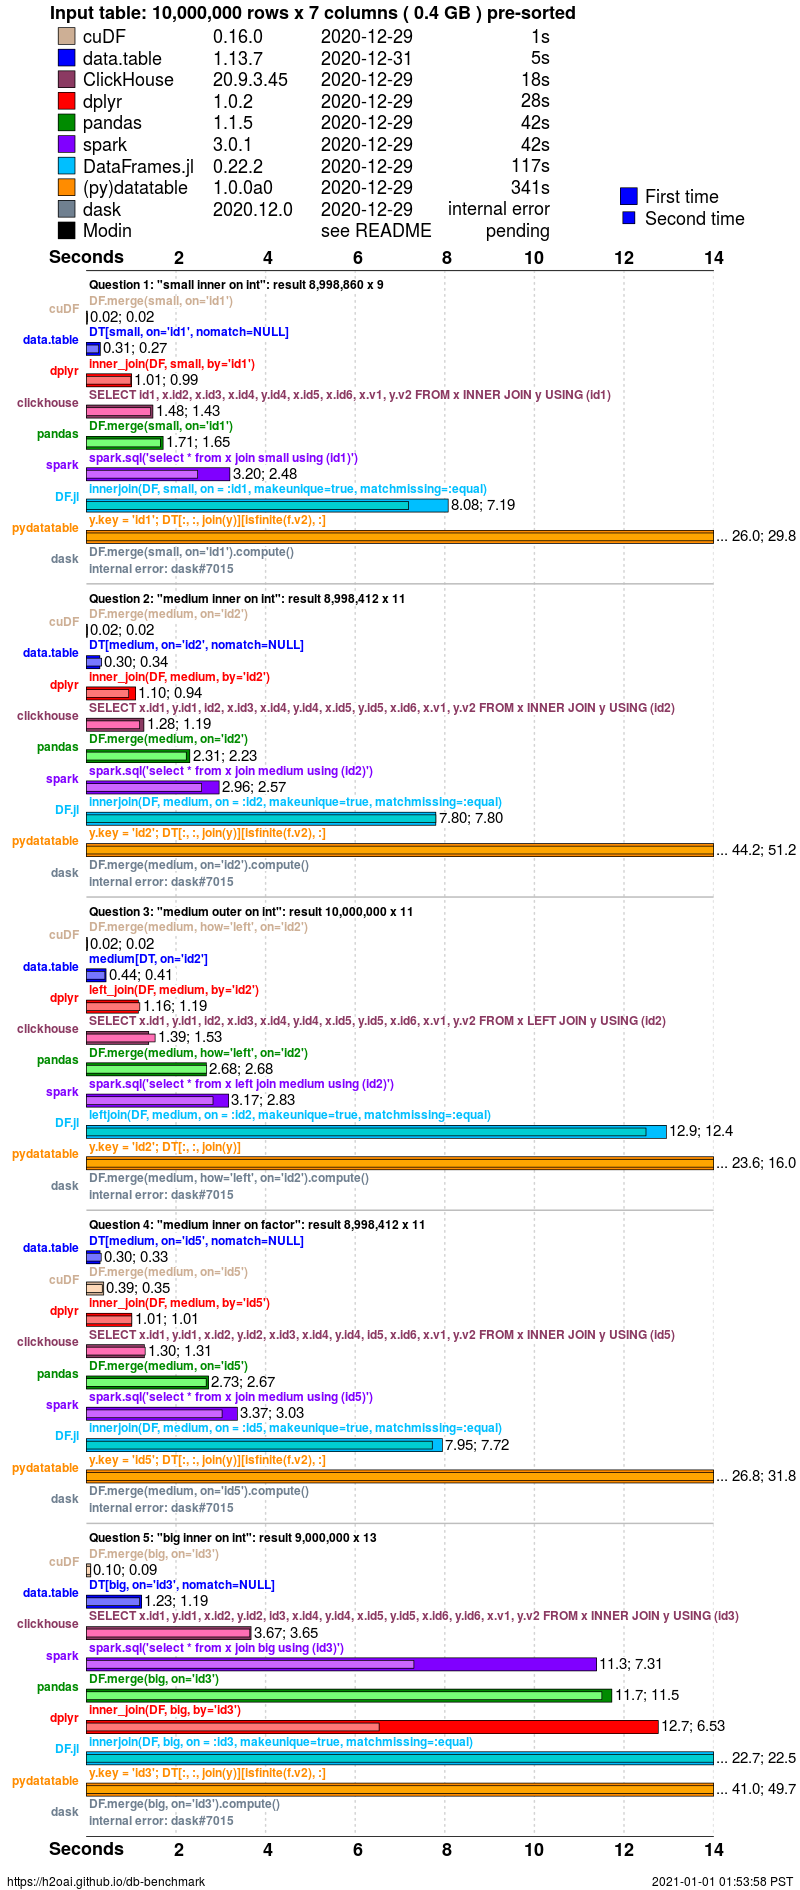 Input table: 10,000,000 rows x 7 columns ( 0.4 GB ) pre-sorted
cuDF 0.16.0 2020-12-29 1s
data.table 1.13.7 2020-12-31 5s
ClickHouse 20.9.3.45 2020-12-29 18s
dplyr 1.0.2 2020-12-29 28s
pandas 1.1.5 2020-12-29 42s
spark 3.0.1 2020-12-29 42s
DataFrames.jl 0.22.2 2020-12-29 117s
(py)datatable 1.0.0a0 2020-12-29 341s
dask 2020.12.0 2020-12-29 internal error
Modin see README pending
First time
Second time
Seconds 2 4 6 8 10 12 14
Question 1: "small inner on int": result 8,998,860 x 9
DF.merge(small, on='id1')
cuDF
0.02; 0.02
DT[small, on='id1', nomatch=NULL]
data.table
0.31; 0.27
inner_join(DF, small, by='id1')
dplyr
1.01; 0.99
SELECT id1, x.id2, x.id3, x.id4, y.id4, x.id5, x.id6, x.v1, y.v2 FROM x INNER JOIN y USING (id1)
clickhouse
1.48; 1.43
DF.merge(small, on='id1')
pandas
1.71; 1.65
spark.sql('select * from x join small using (id1)')
spark
3.20; 2.48
innerjoin(DF, small, on = :id1, makeunique=true, matchmissing=:equal)
DF.jl
8.08; 7.19
y.key = 'id1'; DT[:, :, join(y)][isfinite(f.v2), :]
pydatatable
... 26.0; 29.8
DF.merge(small, on='id1').compute()
dask
internal error: dask#7015
Question 2: "medium inner on int": result 8,998,412 x 11
DF.merge(medium, on='id2')
cuDF
0.02; 0.02
DT[medium, on='id2', nomatch=NULL]
data.table
0.30; 0.34
inner_join(DF, medium, by='id2')
dplyr
1.10; 0.94
SELECT x.id1, y.id1, id2, x.id3, x.id4, y.id4, x.id5, y.id5, x.id6, x.v1, y.v2 FROM x INNER JOIN y USING (id2)
clickhouse
1.28; 1.19
DF.merge(medium, on='id2')
pandas
2.31; 2.23
spark.sql('select * from x join medium using (id2)')
spark
2.96; 2.57
innerjoin(DF, medium, on = :id2, makeunique=true, matchmissing=:equal)
DF.jl
7.80; 7.80
y.key = 'id2'; DT[:, :, join(y)][isfinite(f.v2), :]
pydatatable
... 44.2; 51.2
DF.merge(medium, on='id2').compute()
dask
internal error: dask#7015
Question 3: "medium outer on int": result 10,000,000 x 11
DF.merge(medium, how='left', on='id2')
cuDF
0.02; 0.02
medium[DT, on='id2']
data.table
0.44; 0.41
left_join(DF, medium, by='id2')
dplyr
1.16; 1.19
SELECT x.id1, y.id1, id2, x.id3, x.id4, y.id4, x.id5, y.id5, x.id6, x.v1, y.v2 FROM x LEFT JOIN y USING (id2)
clickhouse
1.39; 1.53
DF.merge(medium, how='left', on='id2')
pandas
2.68; 2.68
spark.sql('select * from x left join medium using (id2)')
spark
3.17; 2.83
leftjoin(DF, medium, on = :id2, makeunique=true, matchmissing=:equal)
DF.jl
12.9; 12.4
y.key = 'id2'; DT[:, :, join(y)]
pydatatable
... 23.6; 16.0
DF.merge(medium, how='left', on='id2').compute()
dask
internal error: dask#7015
Question 4: "medium inner on factor": result 8,998,412 x 11
DT[medium, on='id5', nomatch=NULL]
data.table
0.30; 0.33
DF.merge(medium, on='id5')
cuDF
0.39; 0.35
inner_join(DF, medium, by='id5')
dplyr
1.01; 1.01
SELECT x.id1, y.id1, x.id2, y.id2, x.id3, x.id4, y.id4, id5, x.id6, x.v1, y.v2 FROM x INNER JOIN y USING (id5)
clickhouse
1.30; 1.31
DF.merge(medium, on='id5')
pandas
2.73; 2.67
spark.sql('select * from x join medium using (id5)')
spark
3.37; 3.03
innerjoin(DF, medium, on = :id5, makeunique=true, matchmissing=:equal)
DF.jl
7.95; 7.72
y.key = 'id5'; DT[:, :, join(y)][isfinite(f.v2), :]
pydatatable
... 26.8; 31.8
DF.merge(medium, on='id5').compute()
dask
internal error: dask#7015
Question 5: "big inner on int": result 9,000,000 x 13
DF.merge(big, on='id3')
cuDF
0.10; 0.09
DT[big, on='id3', nomatch=NULL]
data.table
1.23; 1.19
SELECT x.id1, y.id1, x.id2, y.id2, id3, x.id4, y.id4, x.id5, y.id5, x.id6, y.id6, x.v1, y.v2 FROM x INNER JOIN y USING (id3)
clickhouse
3.67; 3.65
spark.sql('select * from x join big using (id3)')
spark
11.3; 7.31
DF.merge(big, on='id3')
pandas
11.7; 11.5
inner_join(DF, big, by='id3')
dplyr
12.7; 6.53
innerjoin(DF, big, on = :id3, makeunique=true, matchmissing=:equal)
DF.jl
... 22.7; 22.5
y.key = 'id3'; DT[:, :, join(y)][isfinite(f.v2), :]
pydatatable
... 41.0; 49.7
DF.merge(big, on='id3').compute()
dask
internal error: dask#7015
Seconds 2 4 6 8 10 12 14
https://h2oai.github.io/db-benchmark 2021-01-01 01:53:58 PST